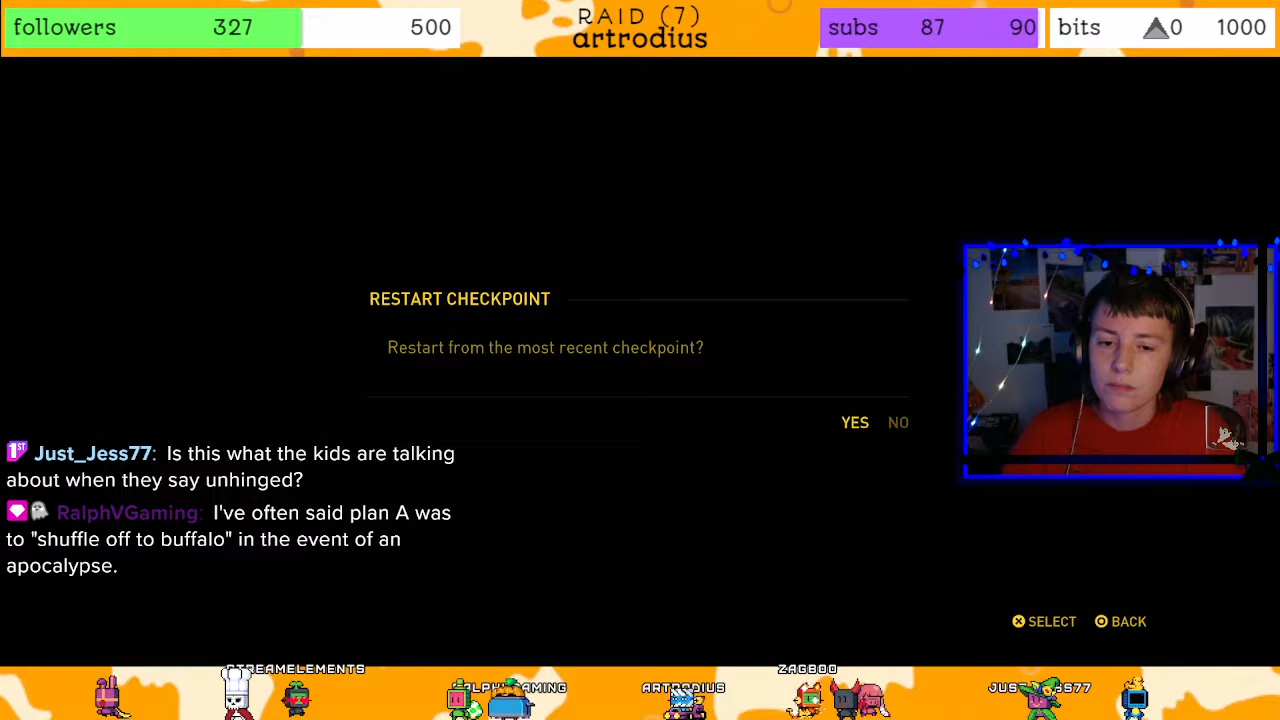 followers 327 500
RAID (7)
artrodius
subs 87 90
bits 0 1000
RESTART CHECKPOINT
Restart from the most recent checkpoint?
YES NO
1ST Just_Jess77: Is this what the kids are talking
about when they say unhinged?
RalphVGaming: I've often said plan A was
to "shuffle off to buffalo" in the event of an
apocalypse.
SELECT BACK
STREAMELEMENTS
ARTRODIUS
ZAGBOO